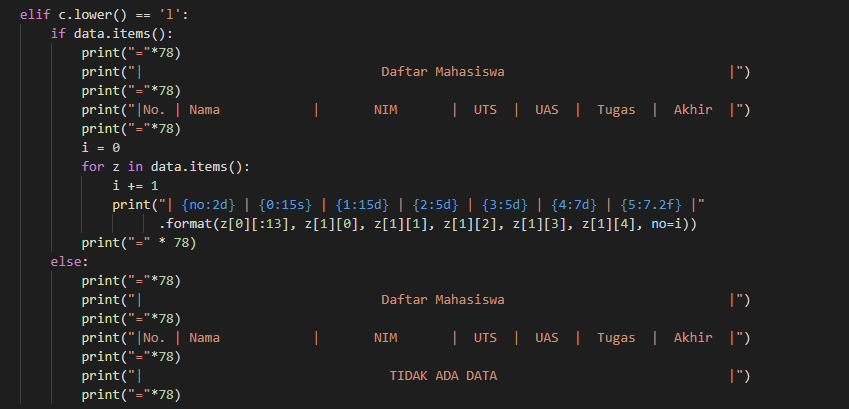 elif c.lower() == 'l':
    if data.items():
        print("="*78)
        print("|                               Daftar Mahasiswa                             |")
        print("="*78)
        print("|No. | Nama            |       NIM       |  UTS  |  UAS  |  Tugas  |  Akhir  |")
        print("="*78)
        i = 0
        for z in data.items():
            i += 1
            print("| {no:2d} | {0:15s} | {1:15d} | {2:5d} | {3:5d} | {4:7d} | {5:7.2f} |"
                  .format(z[0][:13], z[1][0], z[1][1], z[1][2], z[1][3], z[1][4], no=i))
        print("=" * 78)
    else:
        print("="*78)
        print("|                               Daftar Mahasiswa                             |")
        print("="*78)
        print("|No. | Nama            |       NIM       |  UTS  |  UAS  |  Tugas  |  Akhir  |")
        print("="*78)
        print("|                                TIDAK ADA DATA                              |")
        print("="*78)